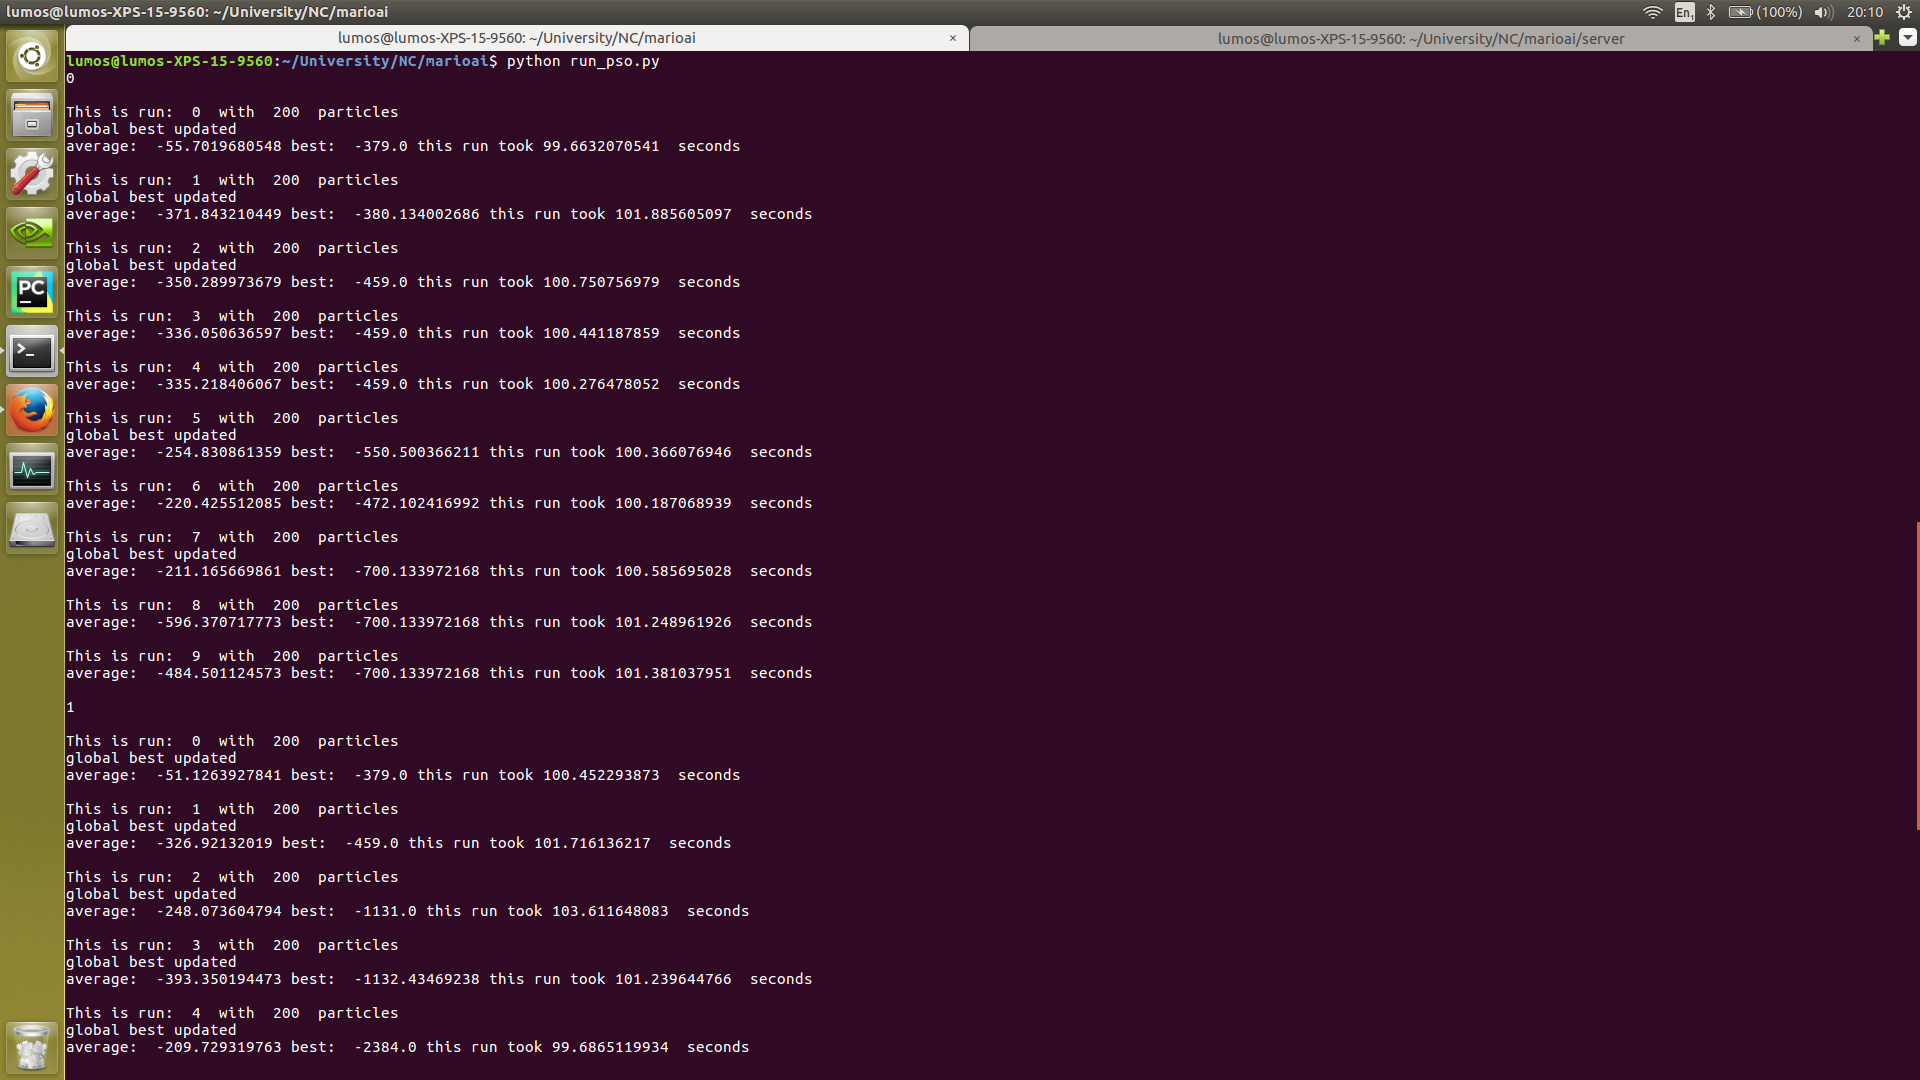 lumos@lumos-XPS-15-9560: ~/University/NC/marioai
En1 (100%) 20:10
lumos@lumos-XPS-15-9560: ~/University/NC/marioai × lumos@lumos-XPS-15-9560: ~/University/NC/marioai/server ×
lumos@lumos-XPS-15-9560:~/University/NC/marioai$ python run_pso.py
0
This is run:  0  with  200  particles
global best updated
average:  -55.7019680548 best:  -379.0 this run took 99.6632070541  seconds
This is run:  1  with  200  particles
global best updated
average:  -371.843210449 best:  -380.134002686 this run took 101.885605097  seconds
This is run:  2  with  200  particles
global best updated
average:  -350.289973679 best:  -459.0 this run took 100.750756979  seconds
This is run:  3  with  200  particles
average:  -336.050636597 best:  -459.0 this run took 100.441187859  seconds
This is run:  4  with  200  particles
average:  -335.218406067 best:  -459.0 this run took 100.276478052  seconds
This is run:  5  with  200  particles
global best updated
average:  -254.830861359 best:  -550.500366211 this run took 100.366076946  seconds
This is run:  6  with  200  particles
average:  -220.425512085 best:  -472.102416992 this run took 100.187068939  seconds
This is run:  7  with  200  particles
global best updated
average:  -211.165669861 best:  -700.133972168 this run took 100.585695028  seconds
This is run:  8  with  200  particles
average:  -596.370717773 best:  -700.133972168 this run took 101.248961926  seconds
This is run:  9  with  200  particles
average:  -484.501124573 best:  -700.133972168 this run took 101.381037951  seconds
1
This is run:  0  with  200  particles
global best updated
average:  -51.1263927841 best:  -379.0 this run took 100.452293873  seconds
This is run:  1  with  200  particles
global best updated
average:  -326.92132019 best:  -459.0 this run took 101.716136217  seconds
This is run:  2  with  200  particles
global best updated
average:  -248.073604794 best:  -1131.0 this run took 103.611648083  seconds
This is run:  3  with  200  particles
global best updated
average:  -393.350194473 best:  -1132.43469238 this run took 101.239644766  seconds
This is run:  4  with  200  particles
global best updated
average:  -209.729319763 best:  -2384.0 this run took 99.6865119934  seconds
PC